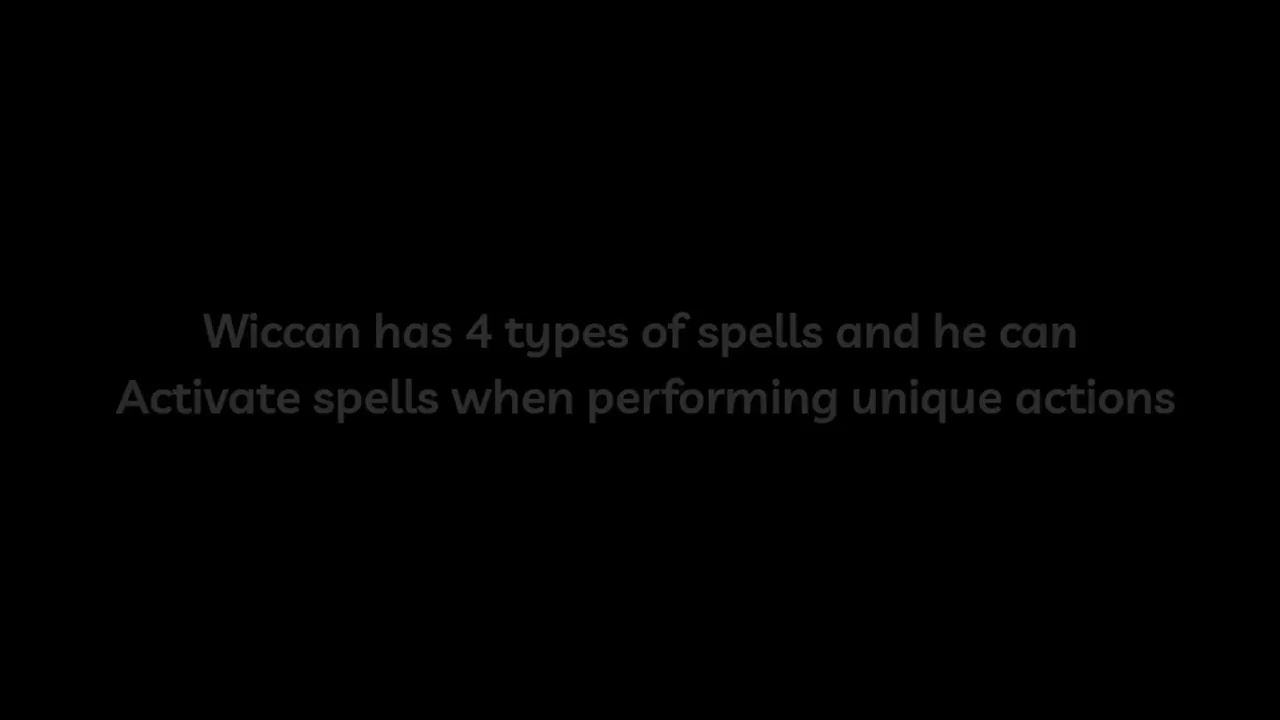 Wiccan has 4 types of spells and he can
Activate spells when performing unique actions